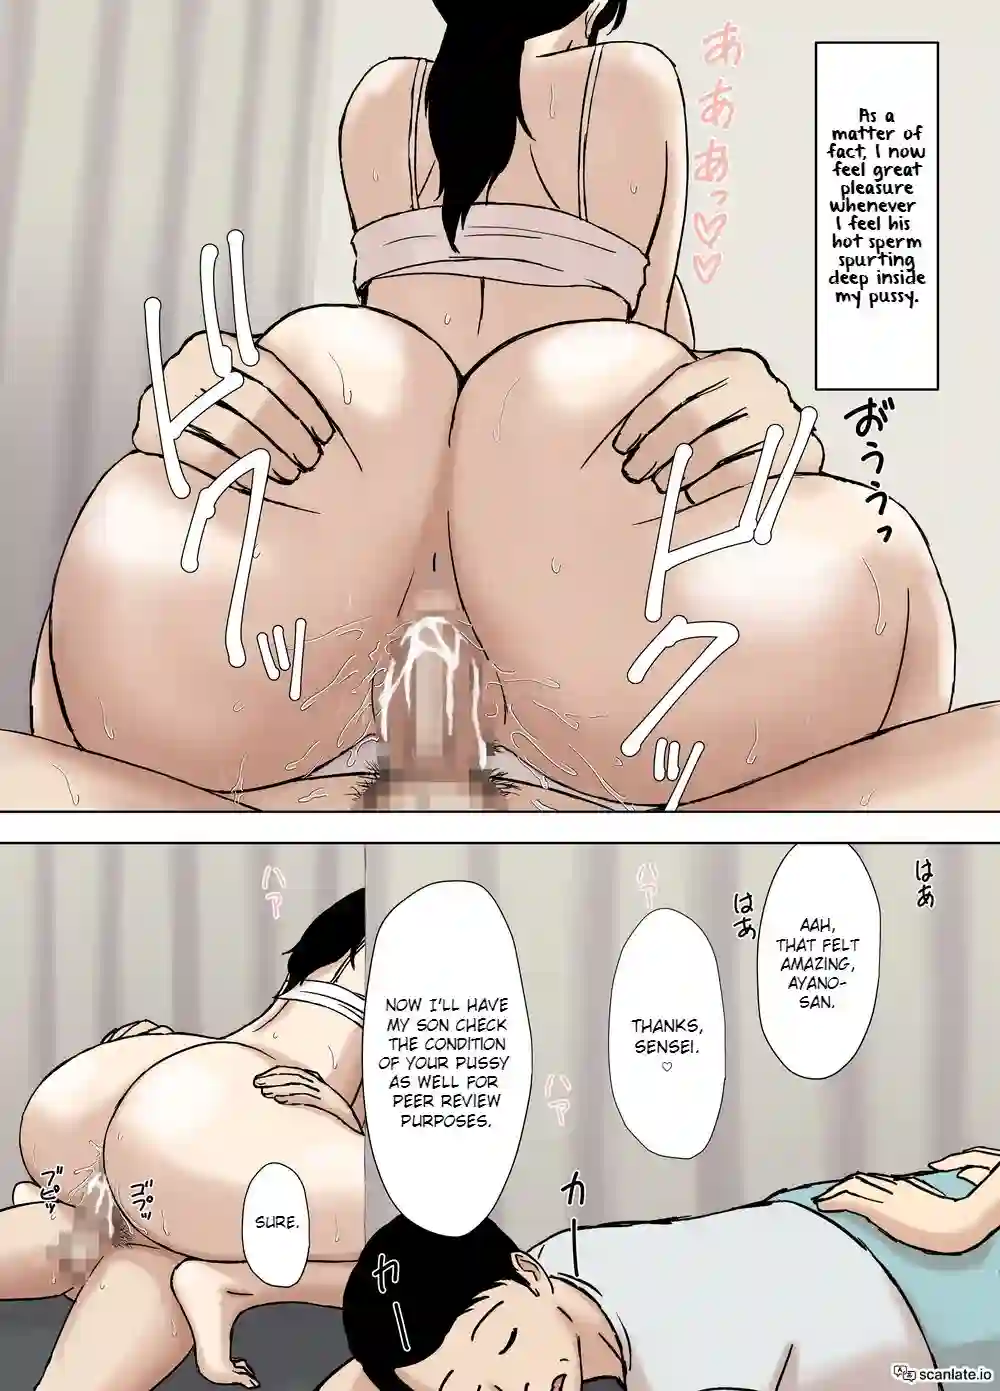 As a
matter of
fact, I now
feel great
pleasure
whenever
I feel his
hot sperm
spurting
deep inside
my pussy.
ああああっ♡♡
おぅぅぅっ
ドクッ
ドクッ
はぁ
はぁ
AAH,
THAT FELT
AMAZING,
AYANO-
SAN.
ハァ
THANKS,
SENSEI.
♡
ハァ
NOW I'LL HAVE
MY SON CHECK
THE CONDITION
OF YOUR PUSSY
AS WELL FOR
PEER REVIEW
PURPOSES.
ハァ
SURE.
ブピッ
ゴプッ
カー
カー
scanlate.io